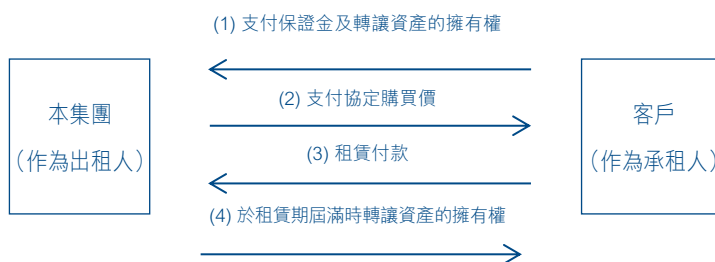 (1) 支付保證金及轉讓資產的擁有權
(2) 支付協定購買價
(3) 租賃付款
(4) 於租賃期屆滿時轉讓資產的擁有權
本集團
（作為出租人）
客戶
（作為承租人）